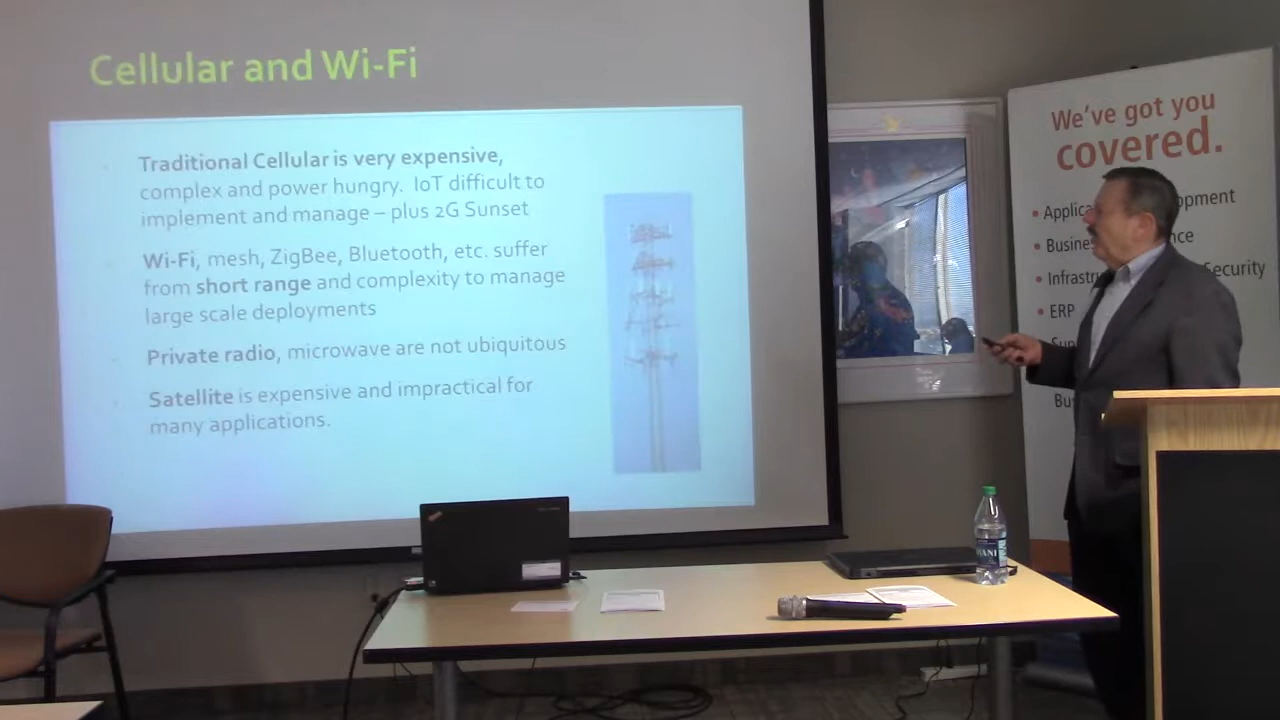 Cellular and Wi-Fi
Traditional Cellular is very expensive,
complex and power hungry. IoT difficult to
implement and manage – plus 2G Sunset
Wi-Fi, mesh, ZigBee, Bluetooth, etc. suffer
from short range and complexity to manage
large scale deployments
Private radio, microwave are not ubiquitous
Satellite is expensive and impractical for
many applications.
We've got you
covered.
ERP
Security